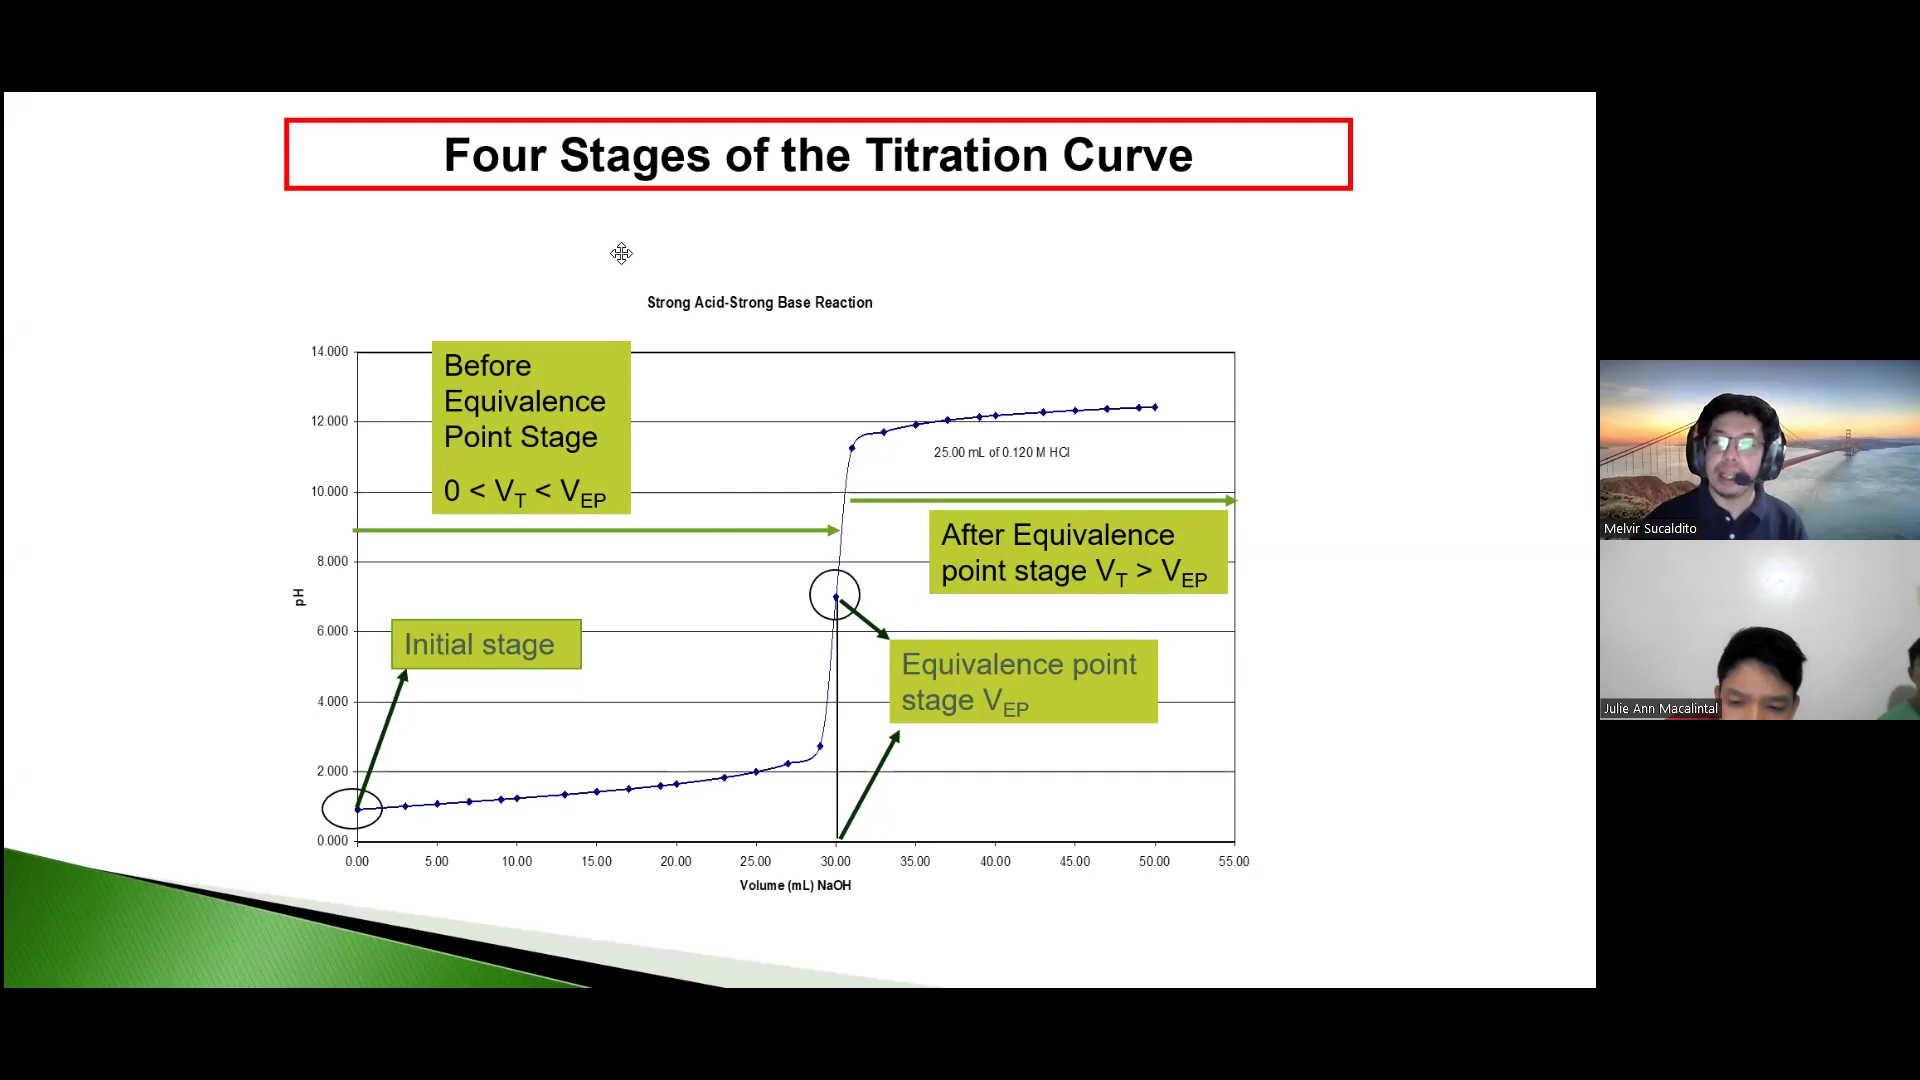 Four Stages of the Titration Curve
Strong Acid-Strong Base Reaction
14.000
12.000
10.000
8.000
6.000
4.000
2.000
0.000
pH
Before
Equivalence
Point Stage
0 < VT < VEP
25.00 mL of 0.120 M HCl
After Equivalence
point stage VT > VEP
Initial stage
Equivalence point
stage VEP
0.00 5.00 10.00 15.00 20.00 25.00 30.00 35.00 40.00 45.00 50.00 55.00
Volume (mL) NaOH
Melvir Sucaldito
Julie Ann Macalintal